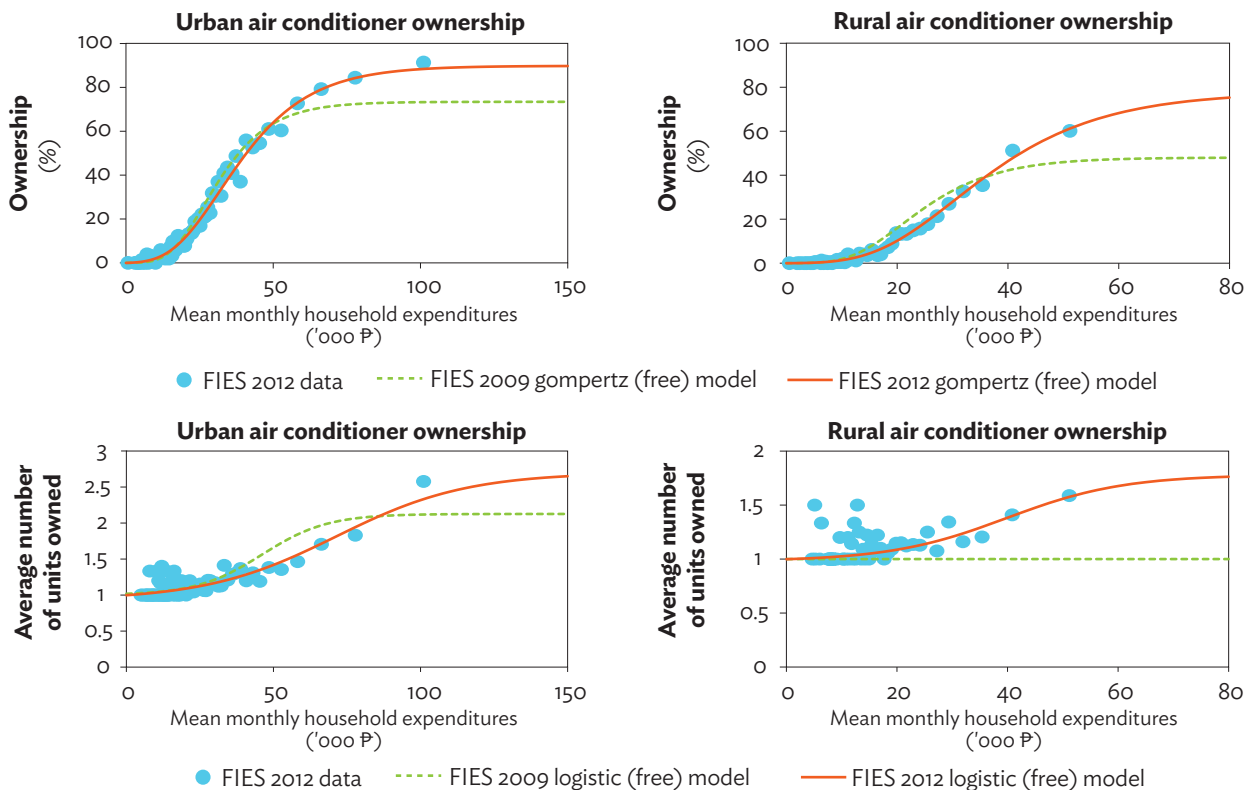 Urban air conditioner ownership
Ownership
(%)
100
80
60
40
20
0
0 50 100 150
Mean monthly household expenditures
('000 ₱)
Rural air conditioner ownership
Ownership
(%)
100
80
60
40
20
0
0 20 40 60 80
Mean monthly household expenditures
('000 ₱)
FIES 2012 data FIES 2009 gompertz (free) model FIES 2012 gompertz (free) model
Urban air conditioner ownership
Average number
of units owned
3
2.5
2
1.5
1
0.5
0
0 50 100 150
Mean monthly household expenditures
('000 ₱)
Rural air conditioner ownership
Average number
of units owned
2
1.5
1
0.5
0
0 20 40 60 80
Mean monthly household expenditures
('000 ₱)
FIES 2012 data FIES 2009 logistic (free) model FIES 2012 logistic (free) model